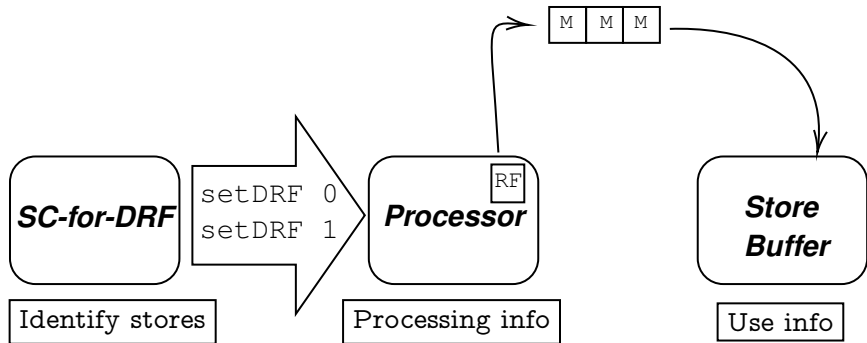 M M M
SC-for-DRF
setDRF 0
setDRF 1
RF
Processor
Store
Buffer
Identify stores
Processing info
Use info